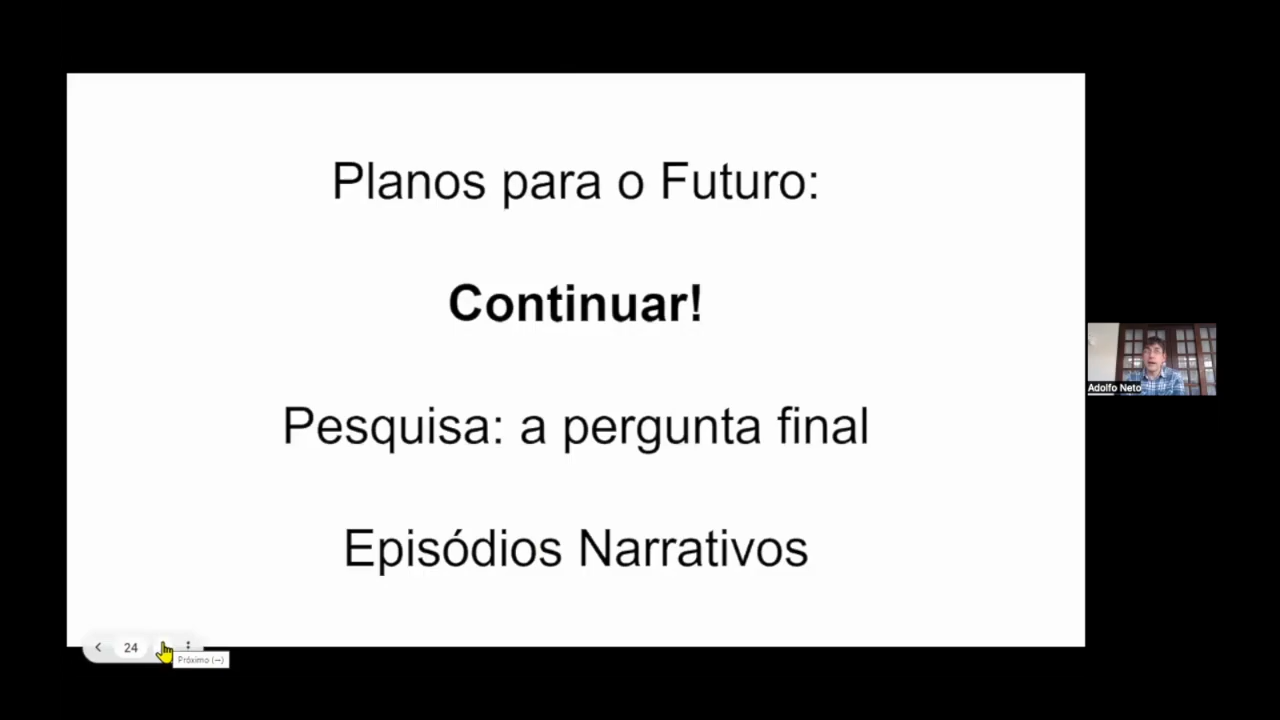 Planos para o Futuro:
Continuar!
Pesquisa: a pergunta final
Episódios Narrativos
Adolfo Neto
24
Próximo (→)